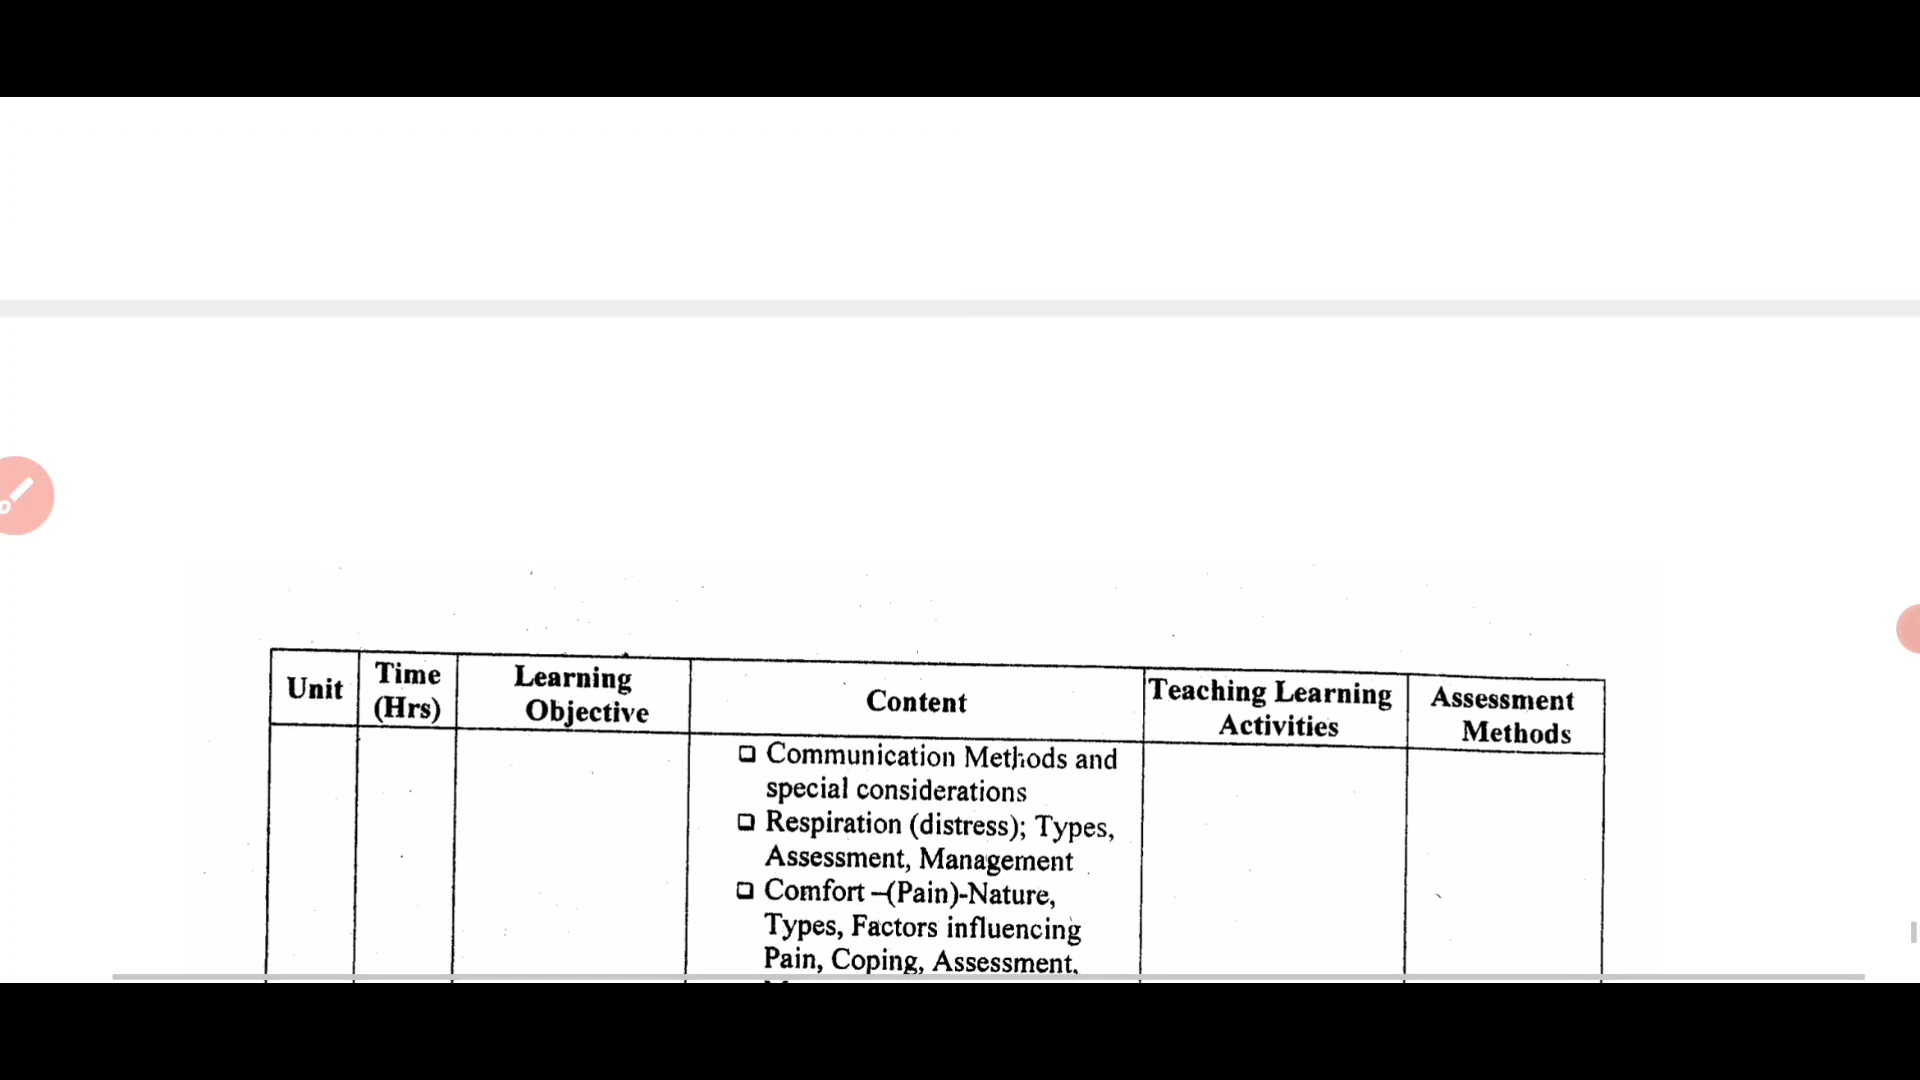 Unit
Time
(Hrs)
Learning
Objective
Content
Teaching Learning
Activities
Assessment
Methods
❑ Communication Methods and
special considerations
❑ Respiration (distress); Types,
Assessment, Management
❑ Comfort –(Pain)-Nature,
Types, Factors influencing
Pain, Coping, Assessment,